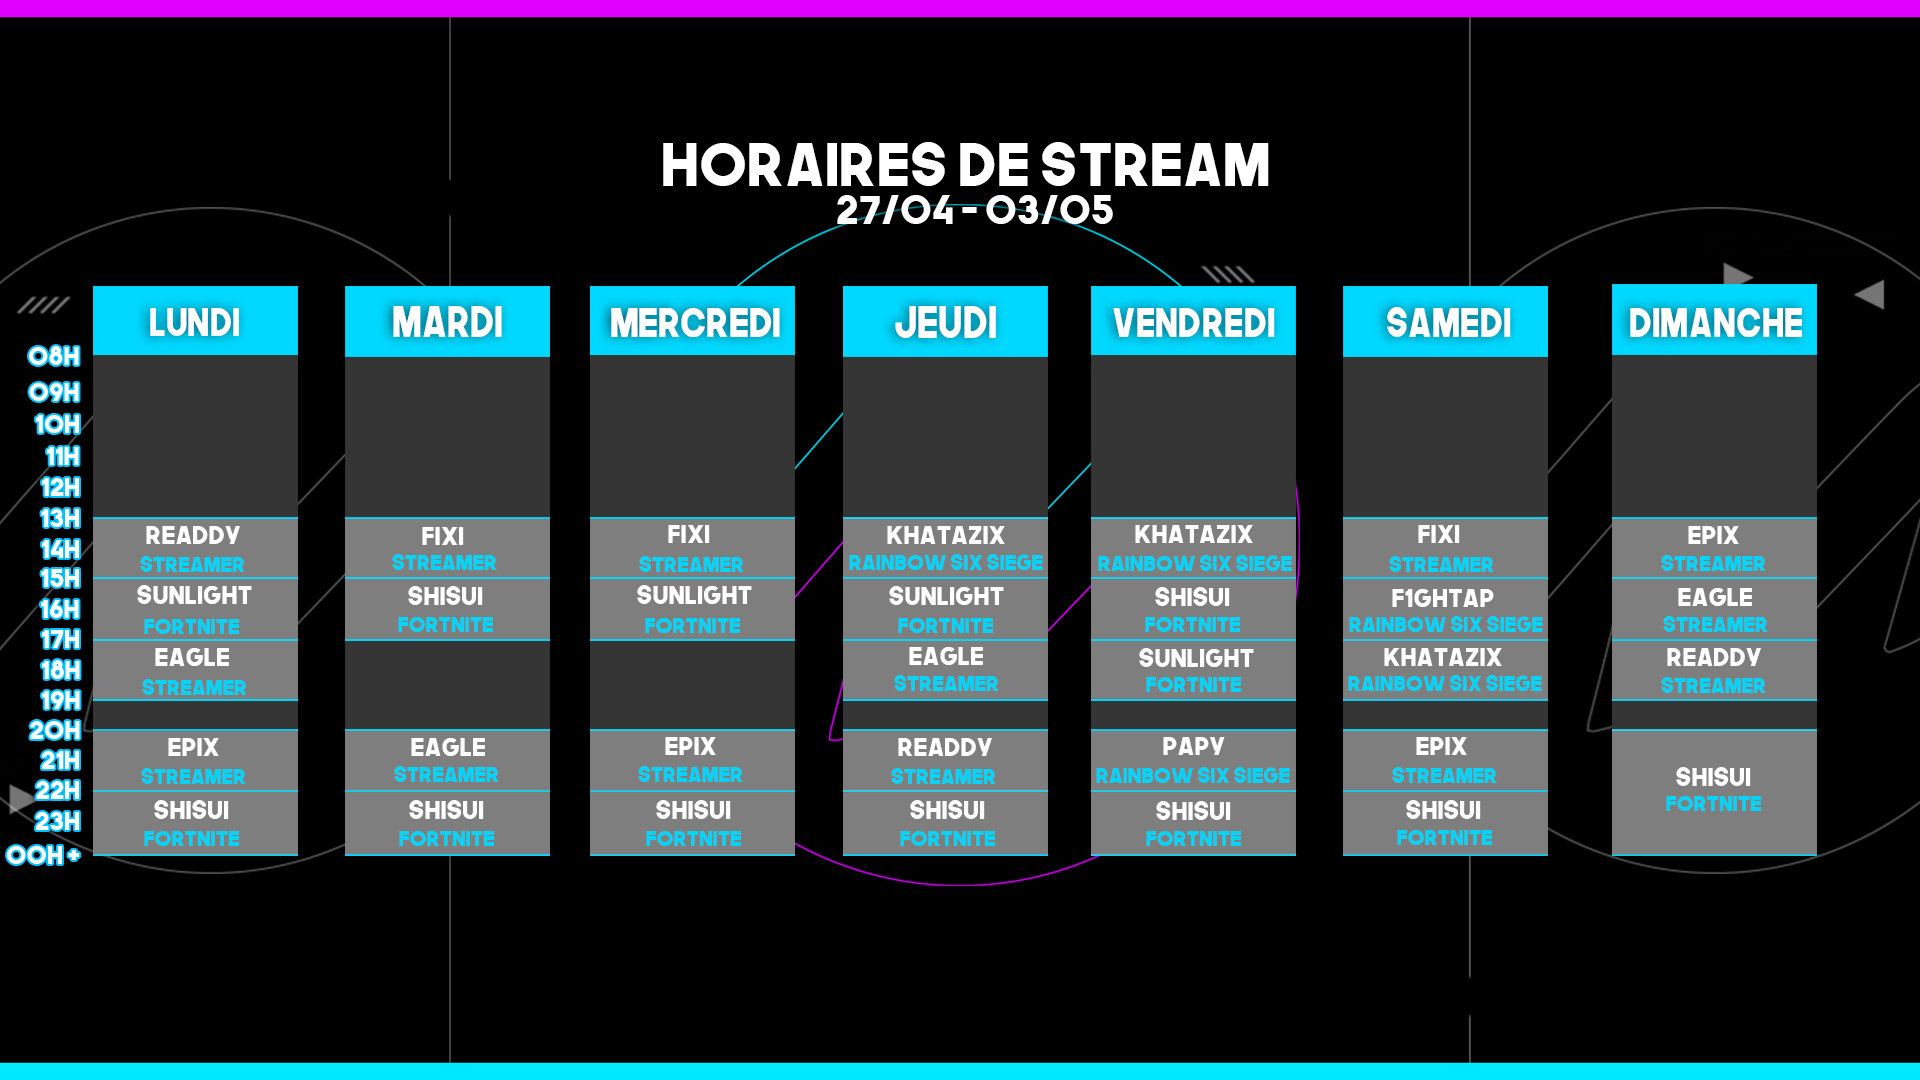 HORAIRES DE STREAM
27/04 - 03/05
LUNDI
MARDI
MERCREDI
JEUDI
VENDREDI
SAMEDI
DIMANCHE
08H
09H
10H
11H
12H
13H
14H
15H
16H
17H
18H
19H
20H
21H
22H
23H
00H +
READDY
STREAMER
SUNLIGHT
FORTNITE
EAGLE
STREAMER
EPIX
STREAMER
SHISUI
FORTNITE
FIXI
STREAMER
SHISUI
FORTNITE
EAGLE
STREAMER
SHISUI
FORTNITE
FIXI
STREAMER
SUNLIGHT
FORTNITE
EPIX
STREAMER
SHISUI
FORTNITE
KHATAZIX
RAINBOW SIX SIEGE
SUNLIGHT
FORTNITE
EAGLE
STREAMER
READDY
STREAMER
SHISUI
FORTNITE
KHATAZIX
RAINBOW SIX SIEGE
SHISUI
FORTNITE
SUNLIGHT
FORTNITE
PAPY
RAINBOW SIX SIEGE
SHISUI
FORTNITE
FIXI
STREAMER
F1GHTAP
RAINBOW SIX SIEGE
KHATAZIX
RAINBOW SIX SIEGE
EPIX
STREAMER
SHISUI
FORTNITE
EPIX
STREAMER
EAGLE
STREAMER
READDY
STREAMER
SHISUI
FORTNITE